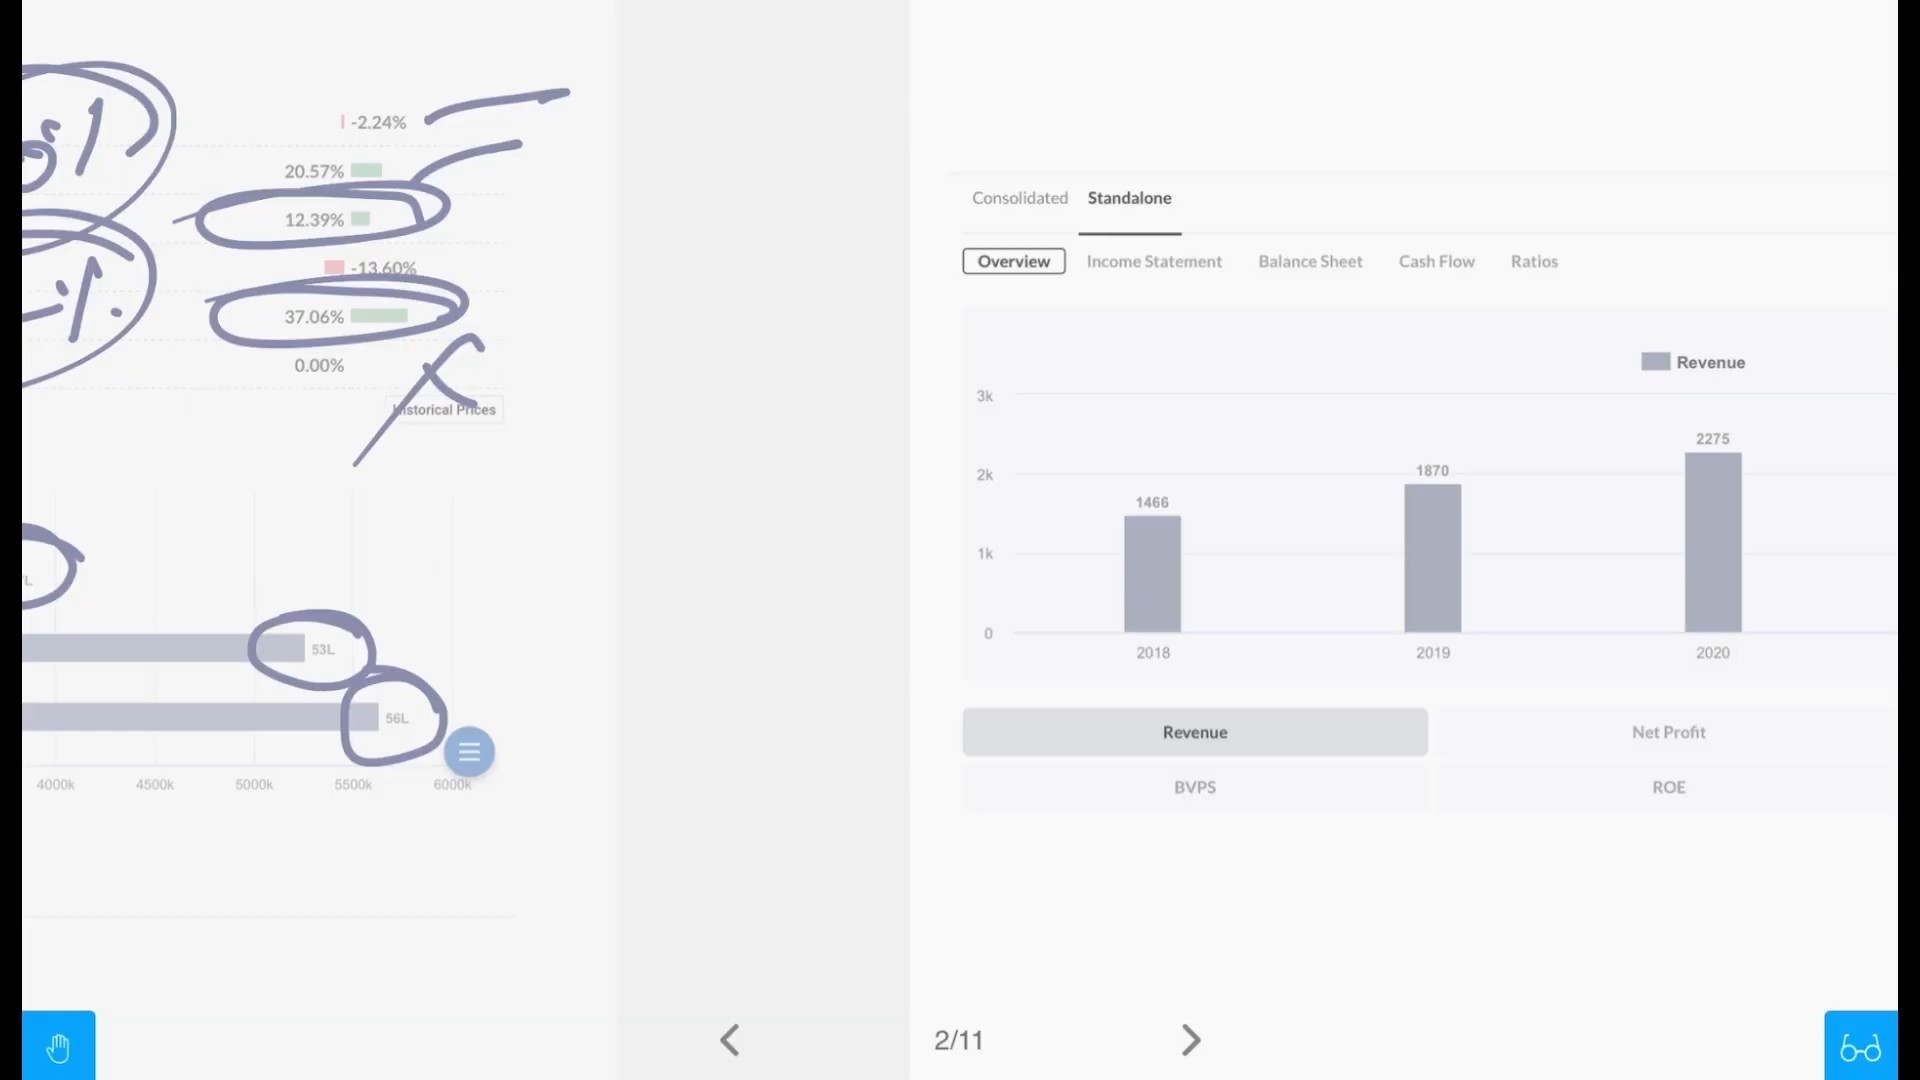 -2.24%
20.57%
12.39%
-13.60%
37.06%
0.00%
Historical Prices
53L
56L
4000k 4500k 5000k 5500k 6000k
Consolidated Standalone
Overview Income Statement Balance Sheet Cash Flow Ratios
Revenue
3k
2k
1k
0
1466
1870
2275
2018 2019 2020
Revenue Net Profit
BVPS ROE
2/11